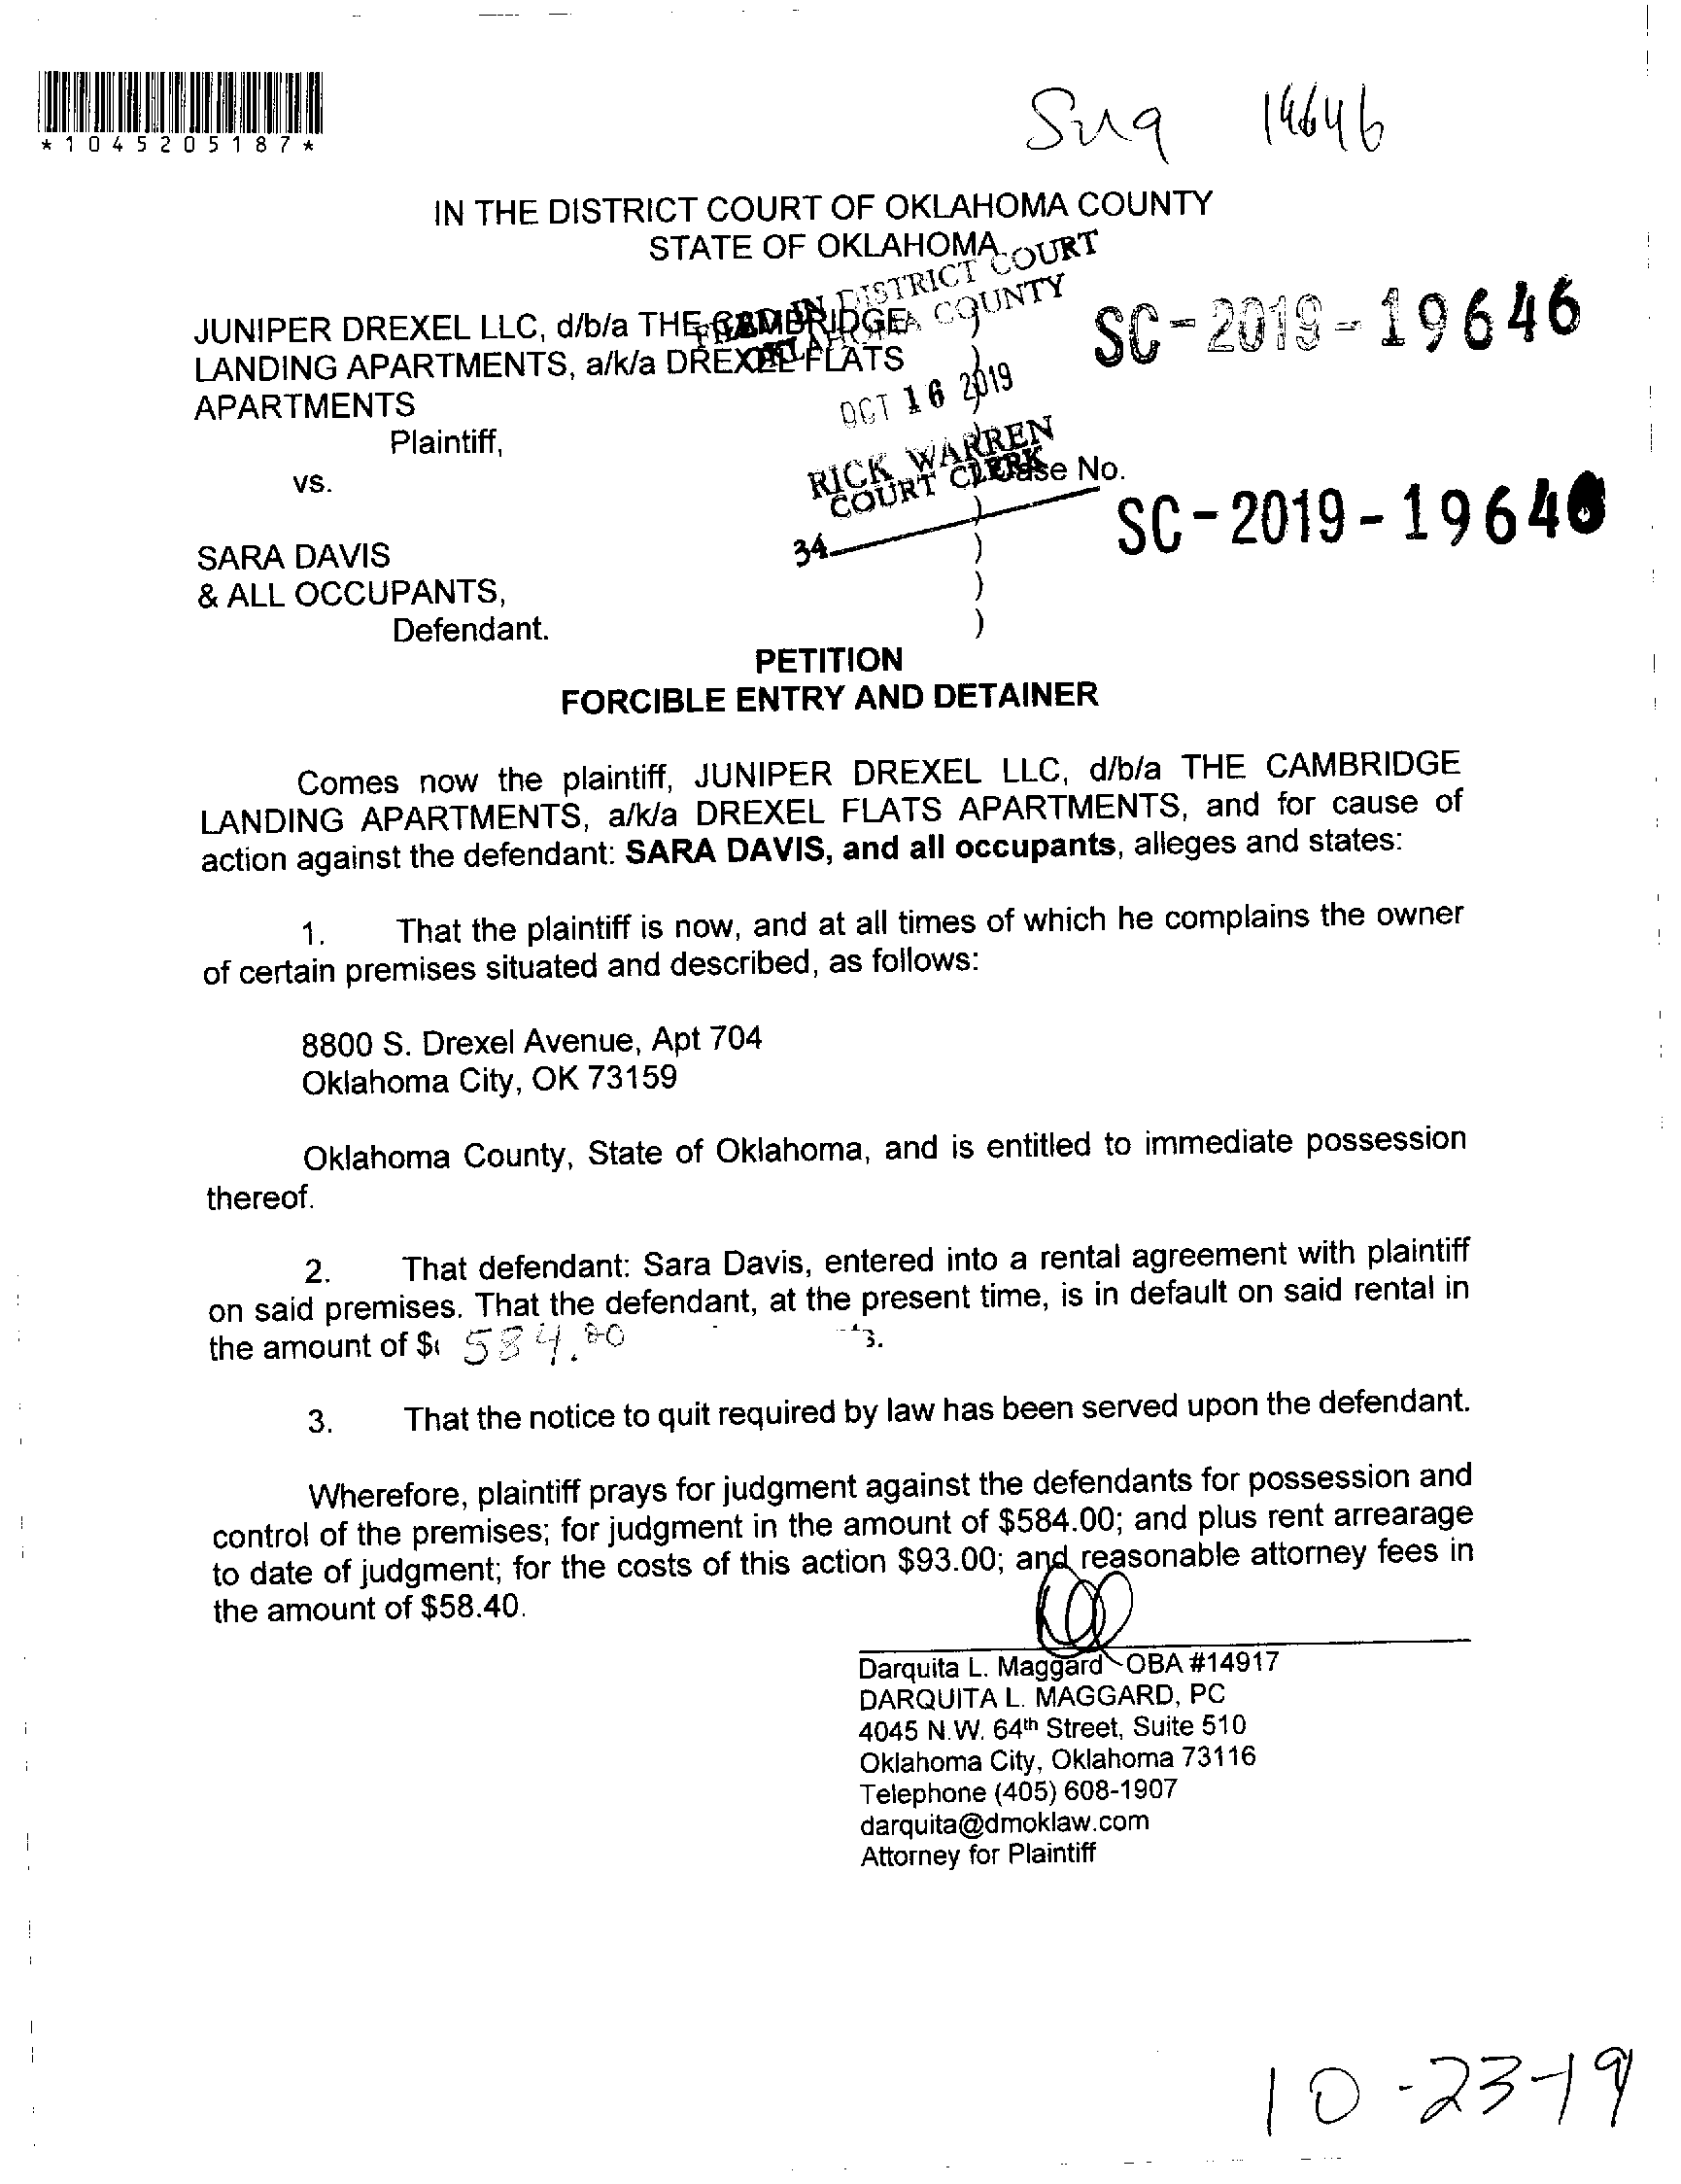 *1045205187*
14646
IN THE DISTRICT COURT OF OKLAHOMA COUNTY
STATE OF OKLAHOMA
FILED IN DISTRICT COURT
OKLAHOMA COUNTY
JUNIPER DREXEL LLC, d/b/a THE CAMBRIDGE )
SC-2019-19646
LANDING APARTMENTS, a/k/a DREXEL FLATS )
APARTMENTS )
OCT 16 2019
Plaintiff, )
RICK WARREN
COURT CLERK
vs. ) Case No.
34
SC-2019-1964
SARA DAVIS )
& ALL OCCUPANTS, )
Defendant. )
PETITION
FORCIBLE ENTRY AND DETAINER
Comes now the plaintiff, JUNIPER DREXEL LLC, d/b/a THE CAMBRIDGE
LANDING APARTMENTS, a/k/a DREXEL FLATS APARTMENTS, and for cause of
action against the defendant: SARA DAVIS, and all occupants, alleges and states:
1. That the plaintiff is now, and at all times of which he complains the owner
of certain premises situated and described, as follows:
8800 S. Drexel Avenue, Apt 704
Oklahoma City, OK 73159
Oklahoma County, State of Oklahoma, and is entitled to immediate possession
thereof.
2. That defendant: Sara Davis, entered into a rental agreement with plaintiff
on said premises. That the defendant, at the present time, is in default on said rental in
the amount of $ 584.00
3. That the notice to quit required by law has been served upon the defendant.
Wherefore, plaintiff prays for judgment against the defendants for possession and
control of the premises; for judgment in the amount of $584.00; and plus rent arrearage
to date of judgment; for the costs of this action $93.00; and reasonable attorney fees in
the amount of $58.40.
Darquita L. Maggard OBA #14917
DARQUITA L. MAGGARD, PC
4045 N.W. 64th Street, Suite 510
Oklahoma City, Oklahoma 73116
Telephone (405) 608-1907
darquita@dmoklaw.com
Attorney for Plaintiff
10-23-19